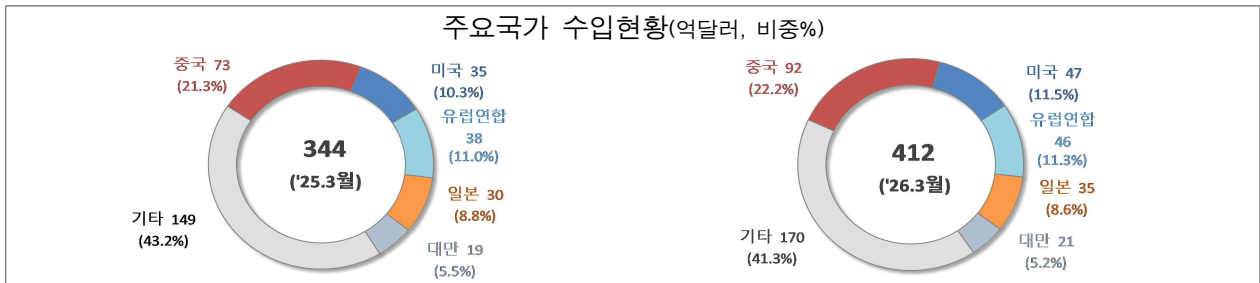 주요국가 수입현황(억달러, 비중%)
중국 73
(21.3%)
미국 35
(10.3%)
유럽연합
38
(11.0%)
344
('25.3월)
일본 30
(8.8%)
기타 149
(43.2%)
대만 19
(5.5%)
중국 92
(22.2%)
미국 47
(11.5%)
유럽연합
46
(11.3%)
412
('26.3월)
일본 35
(8.6%)
기타 170
(41.3%)
대만 21
(5.2%)